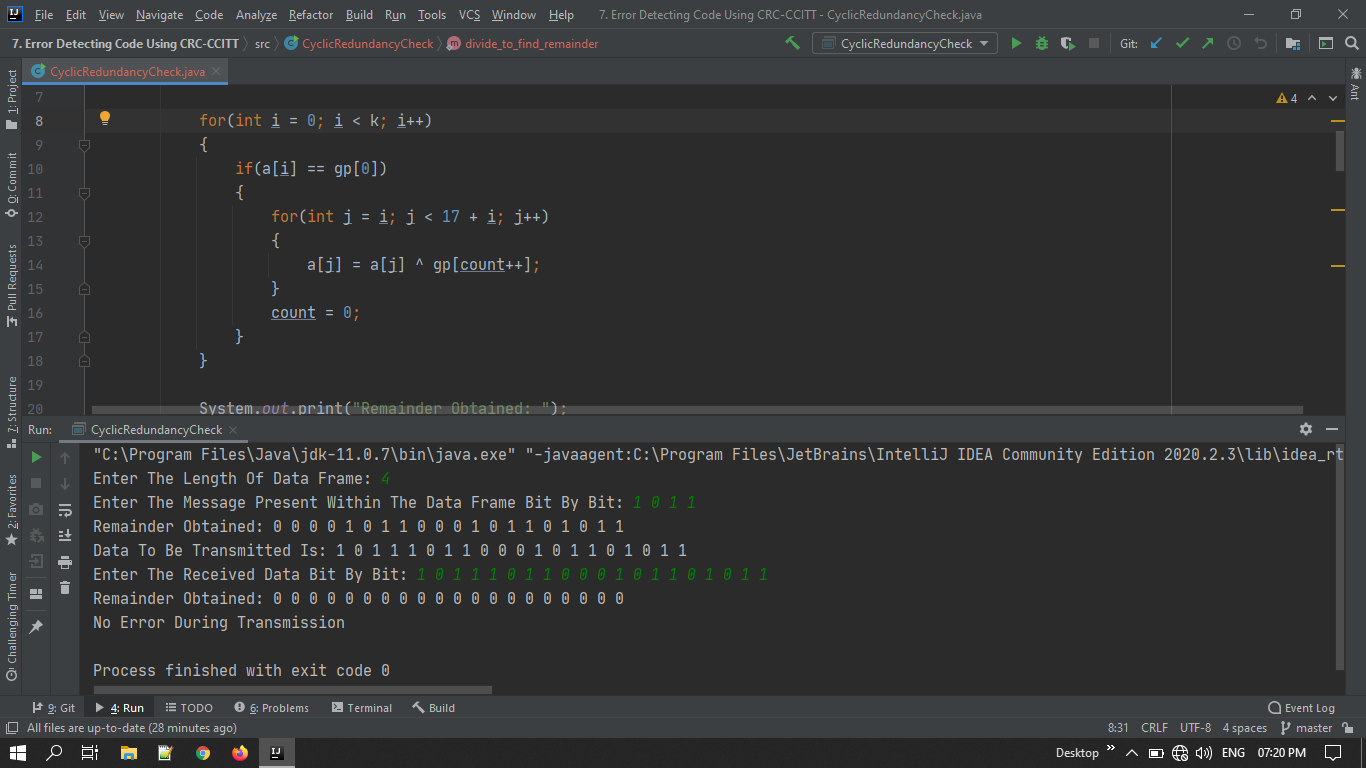 File Edit View Navigate Code Analyze Refactor Build Run Tools VCS Window Help 7. Error Detecting Code Using CRC-CCITT - CyclicRedundancyCheck.java
7. Error Detecting Code Using CRC-CCITT src CyclicRedundancyCheck divide_to_find_remainder CyclicRedundancyCheck Git:
CyclicRedundancyCheck.java
1: Project
0: Commit
Pull Requests
7: Structure
2: Favorites
Challenging Timer
Ant
4
7
8 for(int i = 0; i < k; i++)
9 {
10 if(a[i] == gp[0])
11 {
12 for(int j = i; j < 17 + i; j++)
13 {
14 a[j] = a[j] ^ gp[count++];
15 }
16 count = 0;
17 }
18 }
19
20 System.out.print("Remainder Obtained: ");
Run: CyclicRedundancyCheck
"C:\Program Files\Java\jdk-11.0.7\bin\java.exe" "-javaagent:C:\Program Files\JetBrains\IntelliJ IDEA Community Edition 2020.2.3\lib\idea_rt
Enter The Length Of Data Frame: 4
Enter The Message Present Within The Data Frame Bit By Bit: 1 0 1 1
Remainder Obtained: 0 0 0 0 1 0 1 1 0 0 0 1 0 1 1 0 1 0 1 1
Data To Be Transmitted Is: 1 0 1 1 1 0 1 1 0 0 0 1 0 1 1 0 1 0 1 1
Enter The Received Data Bit By Bit: 1 0 1 1 1 0 1 1 0 0 0 1 0 1 1 0 1 0 1 1
Remainder Obtained: 0 0 0 0 0 0 0 0 0 0 0 0 0 0 0 0 0 0 0 0
No Error During Transmission
Process finished with exit code 0
9: Git 4: Run TODO 6: Problems Terminal Build Event Log
All files are up-to-date (28 minutes ago) 8:31 CRLF UTF-8 4 spaces master
Desktop ENG 07:20 PM